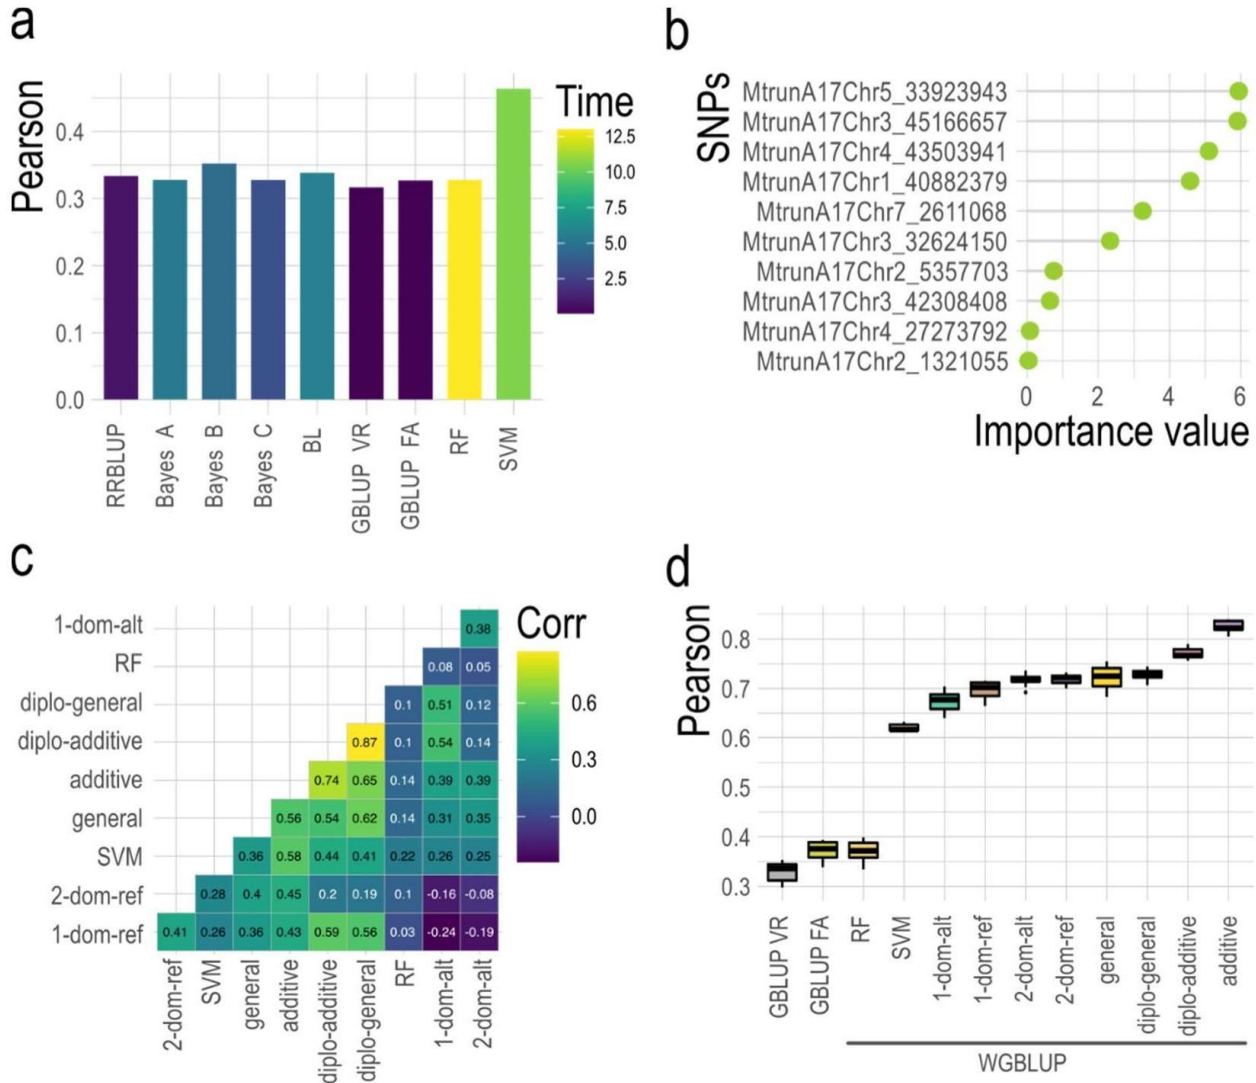 a
Pearson
0.4
0.3
0.2
0.1
0.0
RRBLUP
Bayes A
Bayes B
Bayes C
BL
GBLUP VR
GBLUP FA
RF
SVM
Time
12.5
10.0
7.5
5.0
2.5
b
SNPs
MtrunA17Chr5_33923943
MtrunA17Chr3_45166657
MtrunA17Chr4_43503941
MtrunA17Chr1_40882379
MtrunA17Chr7_2611068
MtrunA17Chr3_32624150
MtrunA17Chr2_5357703
MtrunA17Chr3_42308408
MtrunA17Chr4_27273792
MtrunA17Chr2_1321055
0 2 4 6
Importance value
c
1-dom-alt 0.38
RF 0.08 0.05
diplo-general 0.1 0.51 0.12
diplo-additive 0.87 0.1 0.54 0.14
additive 0.74 0.65 0.14 0.39 0.39
general 0.56 0.54 0.62 0.14 0.31 0.35
SVM 0.36 0.58 0.44 0.41 0.22 0.26 0.25
2-dom-ref 0.28 0.4 0.45 0.2 0.19 0.1 -0.16 -0.08
1-dom-ref 0.41 0.26 0.36 0.43 0.59 0.56 0.03 -0.24 -0.19
2-dom-ref
SVM
general
additive
diplo-additive
diplo-general
RF
1-dom-alt
2-dom-alt
Corr
0.6
0.3
0.0
d
Pearson
0.8
0.7
0.6
0.5
0.4
0.3
GBLUP VR
GBLUP FA
RF
SVM
1-dom-alt
1-dom-ref
2-dom-alt
2-dom-ref
general
diplo-general
diplo-additive
additive
WGBLUP